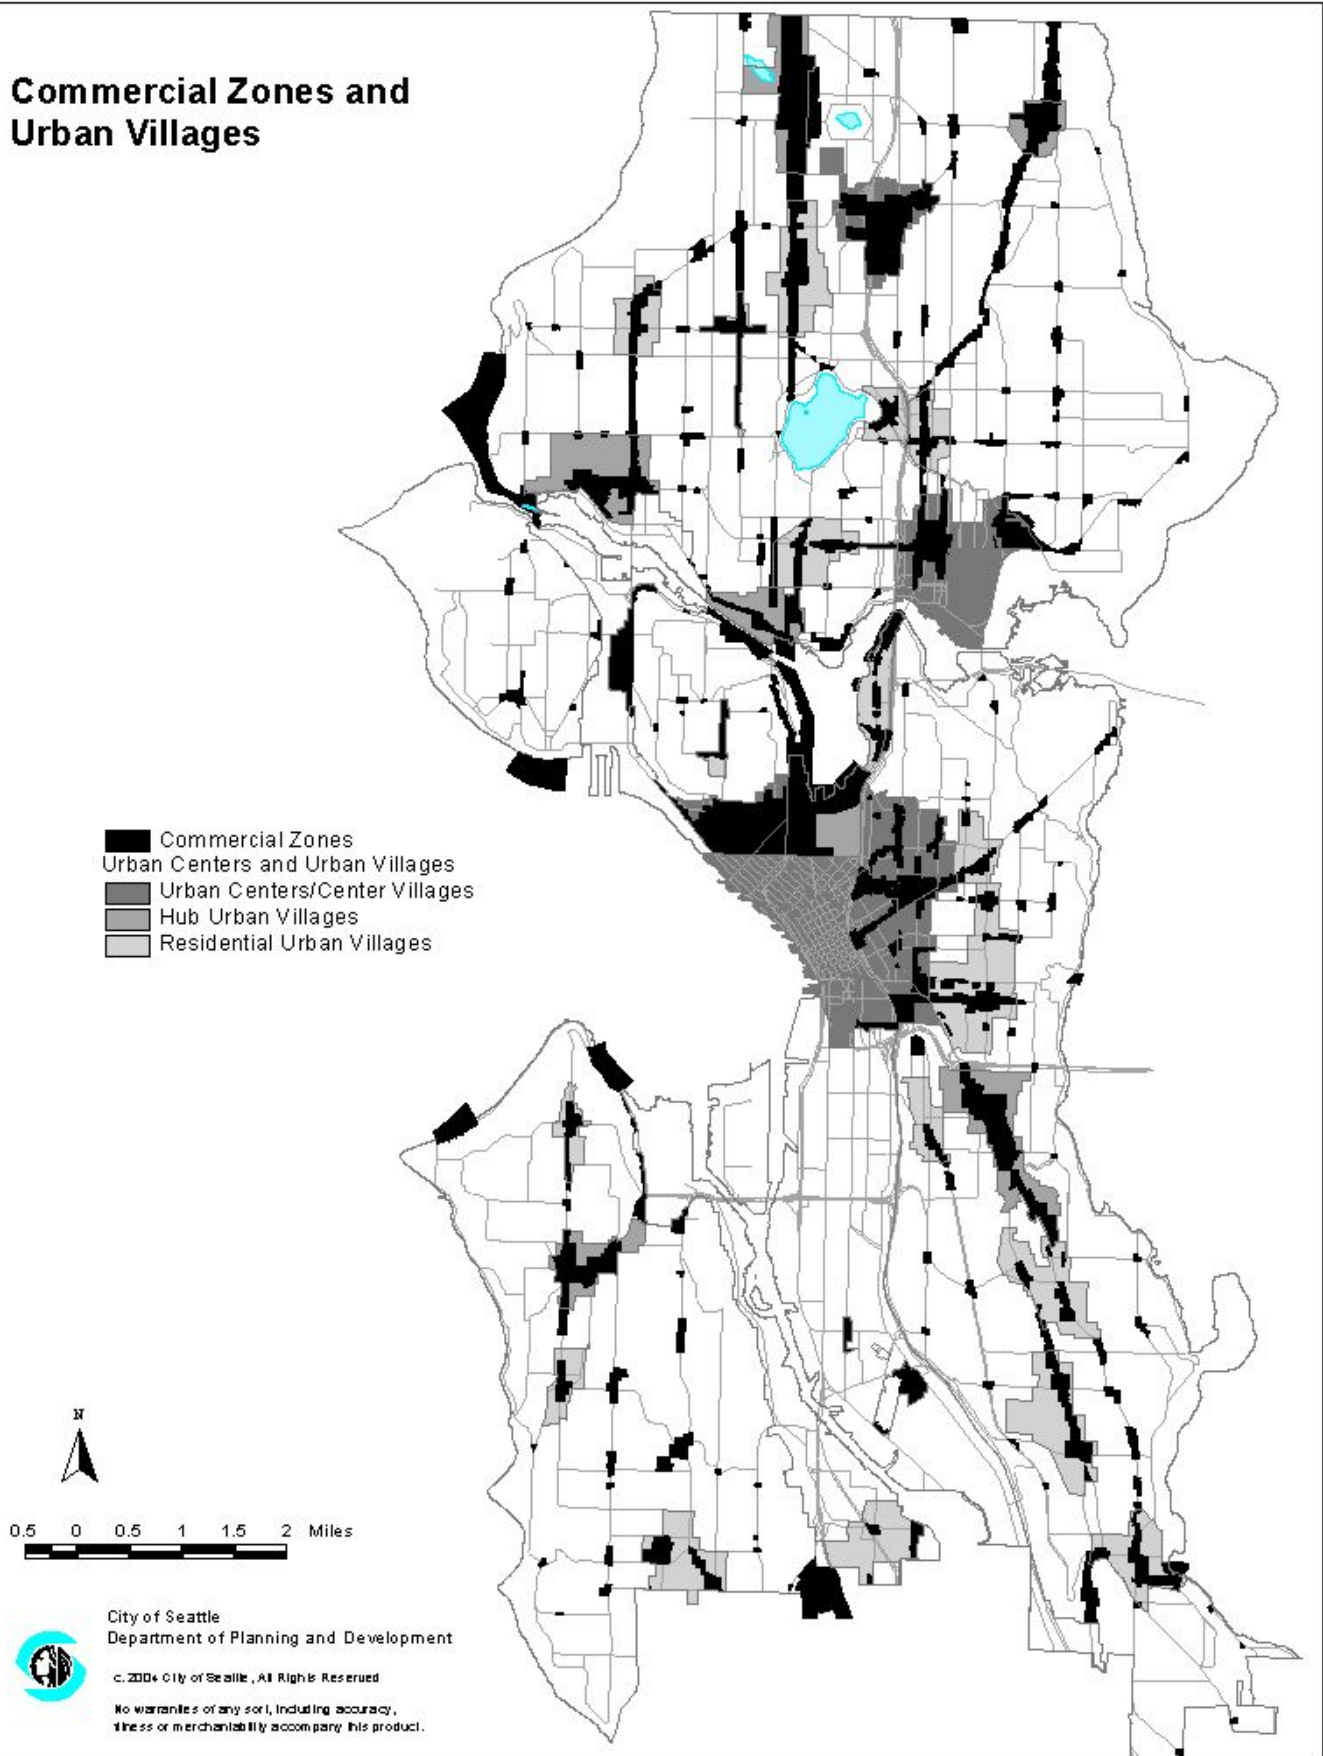 Commercial Zones and
Urban Villages
Commercial Zones
Urban Centers and Urban Villages
Urban Centers/Center Villages
Hub Urban Villages
Residential Urban Villages
N
0.5 0 0.5 1 1.5 2 Miles
City of Seattle
Department of Planning and Development
c. 2004 City of Seattle, All Rights Reserved
No warranties of any sort, including accuracy,
fitness or merchantability accompany this product.